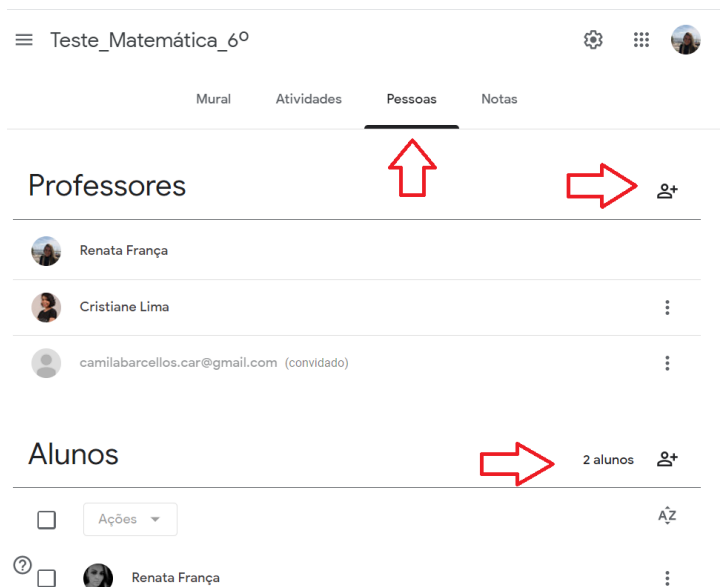 Teste_Matemática_6º
Mural Atividades Pessoas Notas
Professores
Renata França
Cristiane Lima
camilabarcellos.car@gmail.com (convidado)
Alunos 2 alunos
Ações
AZ
?
Renata França